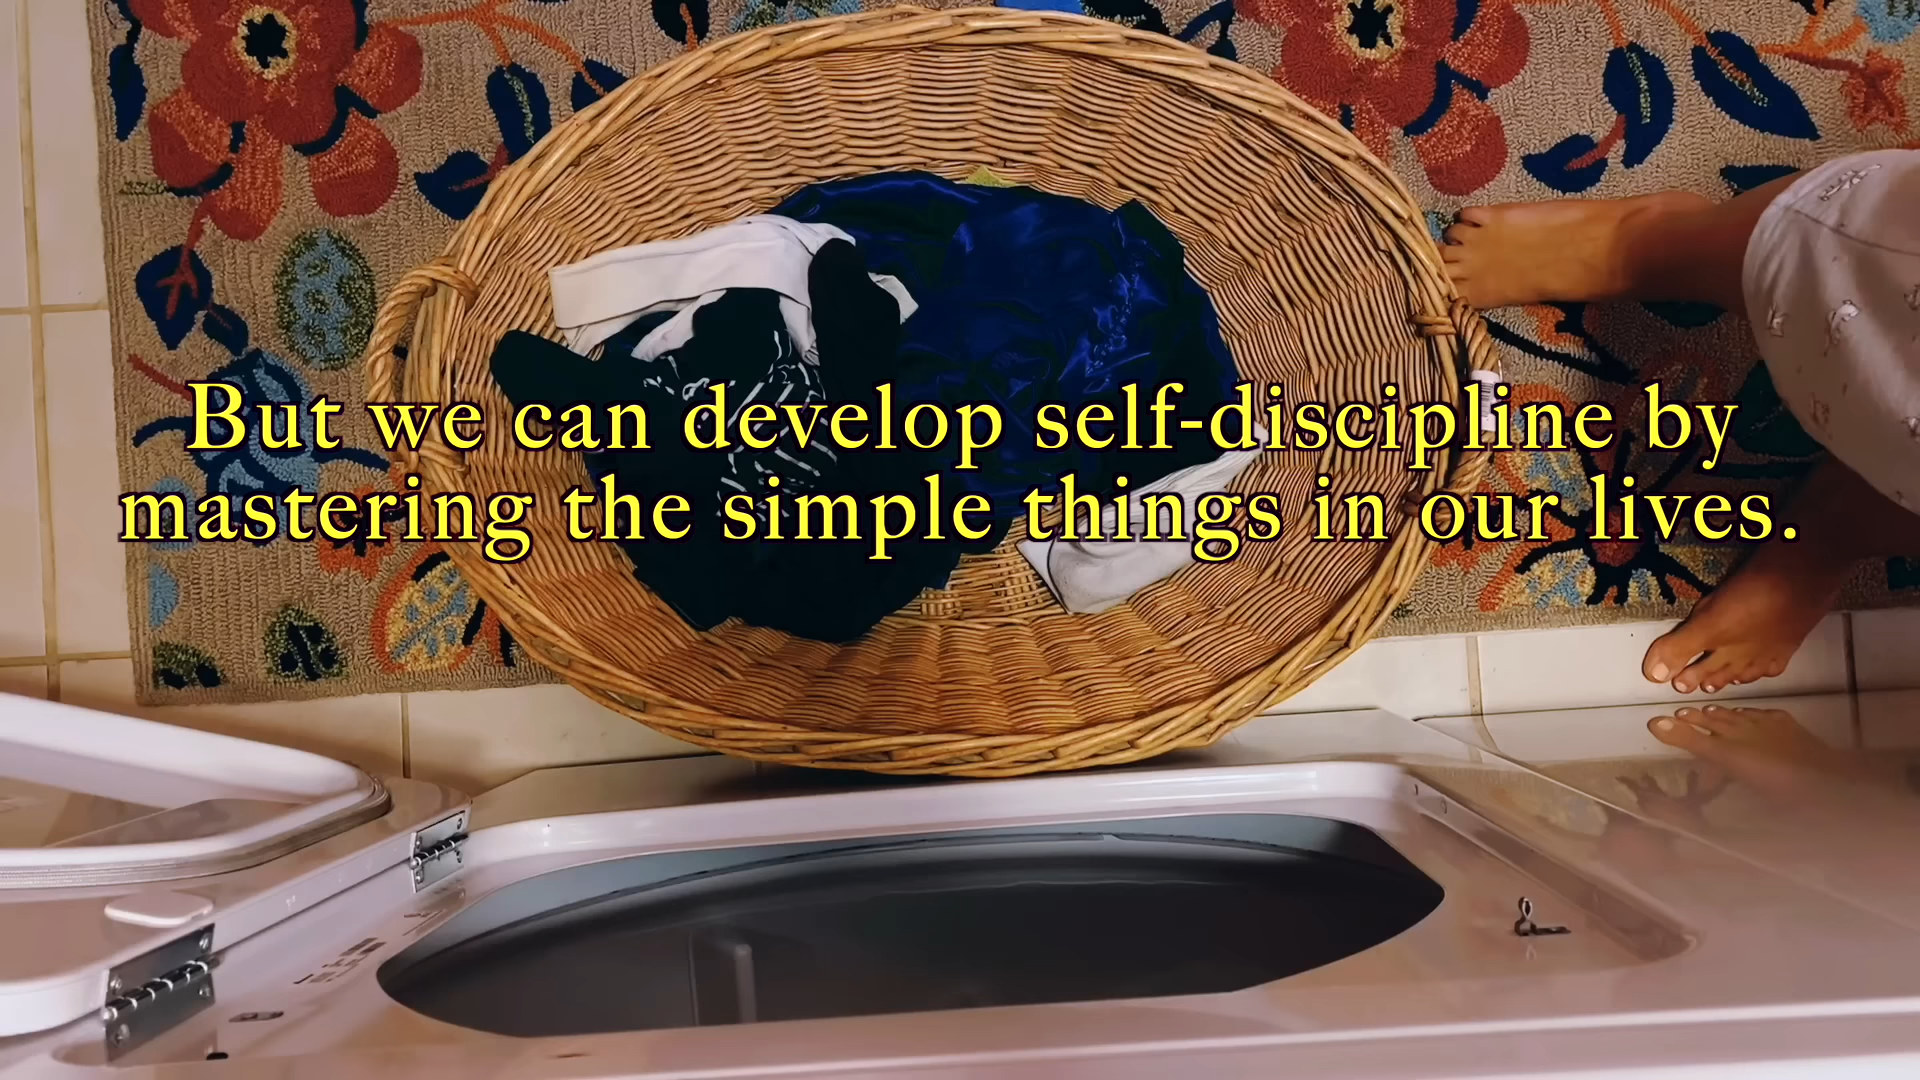 But we can develop self-discipline by
mastering the simple things in our lives.